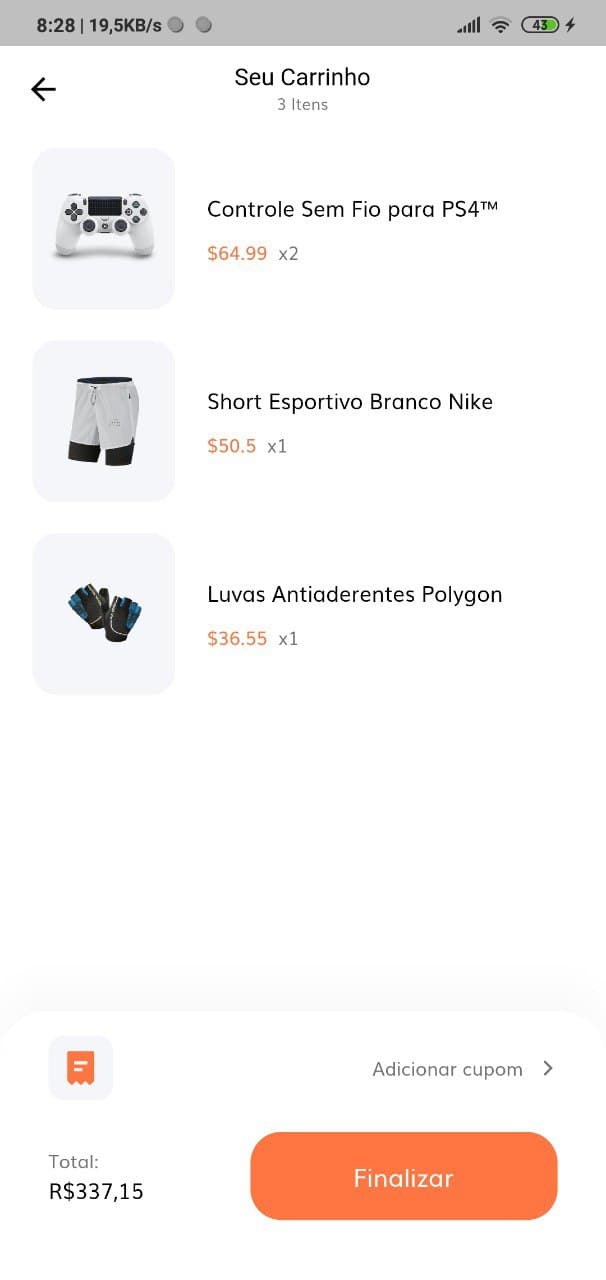 8:28 | 19,5KB/s
43
Seu Carrinho
3 Itens
Controle Sem Fio para PS4™
$64.99 x2
Short Esportivo Branco Nike
$50.5 x1
Luvas Antiaderentes Polygon
$36.55 x1
Adicionar cupom
Total:
R$337,15
Finalizar